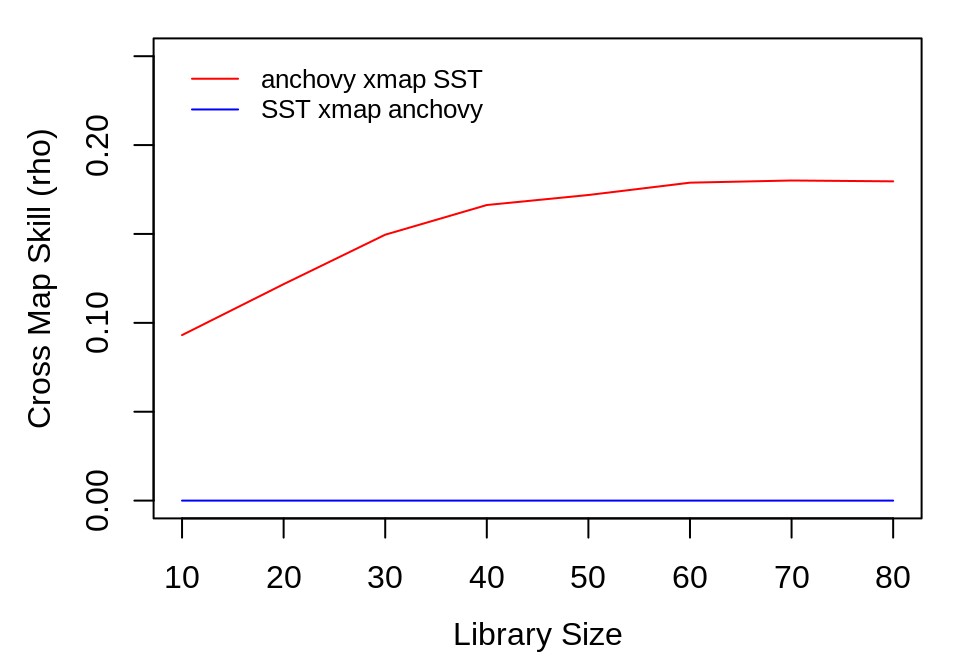 anchovy xmap SST
SST xmap anchovy
Cross Map Skill (rho)
0.20
0.10
0.00
10 20 30 40 50 60 70 80
Library Size